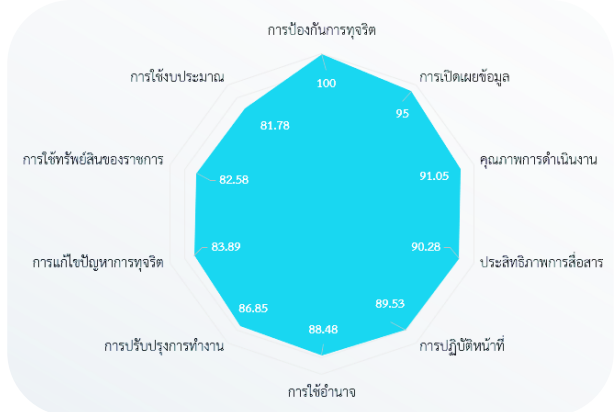 การป้องกันการทุจริต
การใช้งบประมาณ
การเปิดเผยข้อมูล
100
95
81.78
การใช้ทรัพย์สินของราชการ
82.58
91.05
คุณภาพการดำเนินงาน
การแก้ไขปัญหาการทุจริต
83.89
90.28
ประสิทธิภาพการสื่อสาร
86.85
89.53
88.48
การปรับปรุงการทำงาน
การปฏิบัติหน้าที่
การใช้อำนาจ